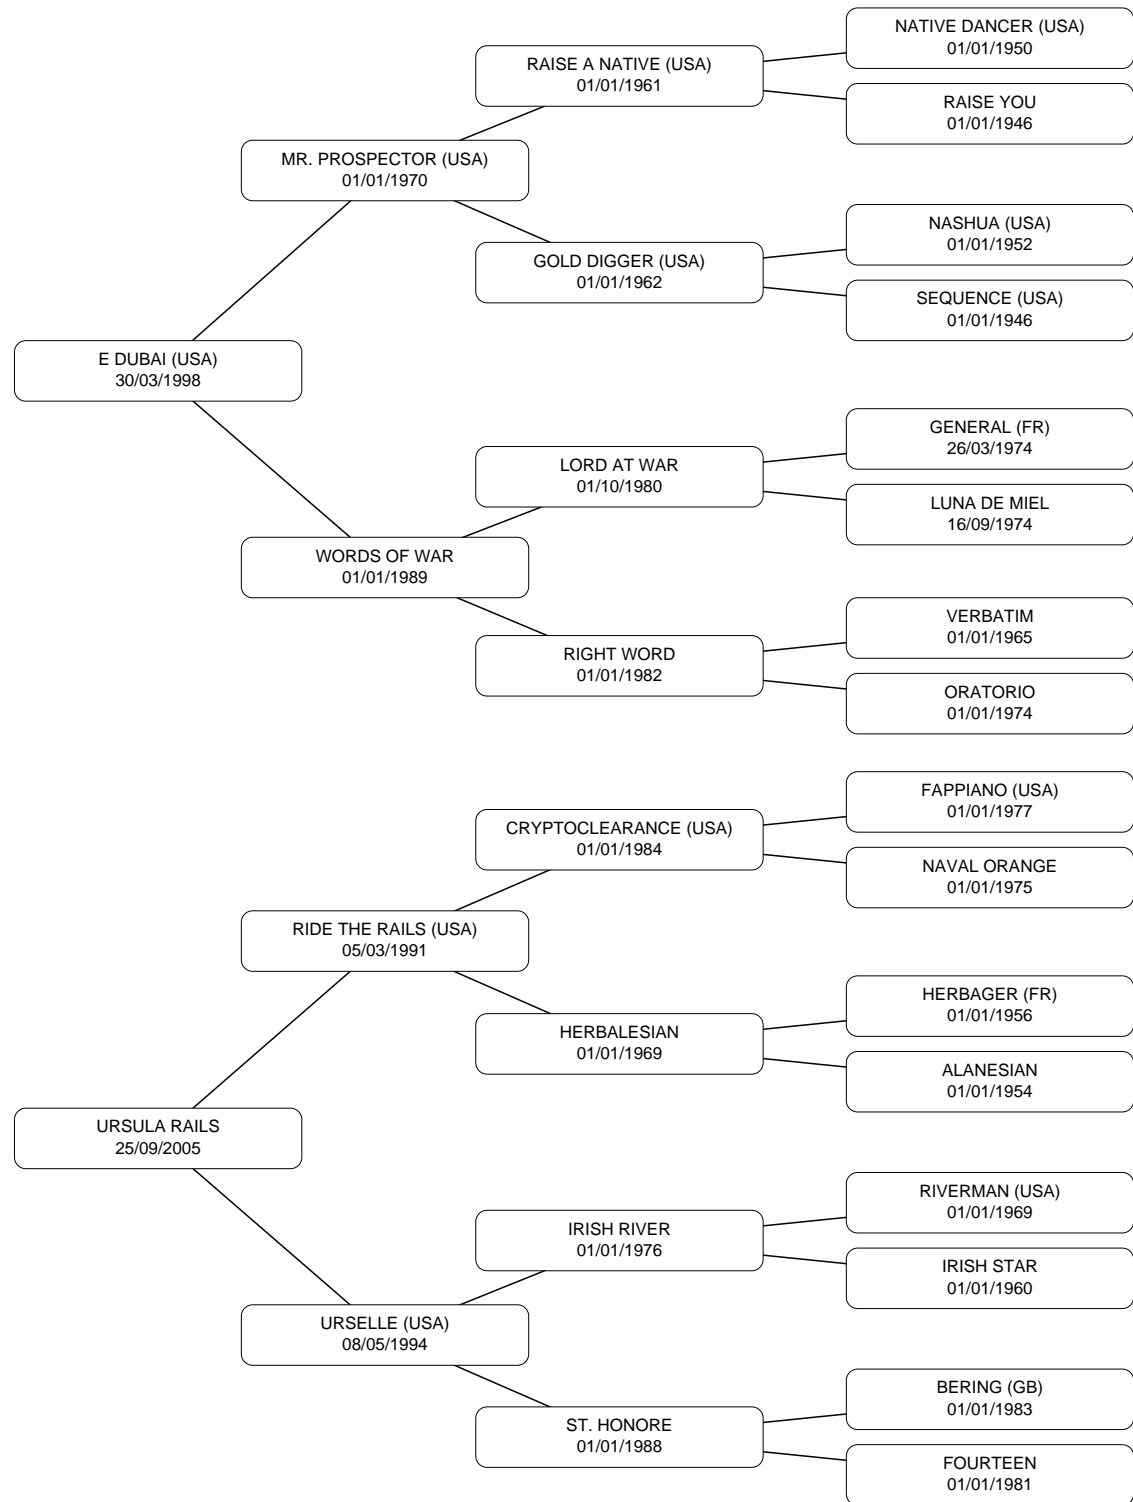 NATIVE DANCER (USA)
01/01/1950
RAISE A NATIVE (USA)
01/01/1961
RAISE YOU
01/01/1946
MR. PROSPECTOR (USA)
01/01/1970
NASHUA (USA)
01/01/1952
GOLD DIGGER (USA)
01/01/1962
SEQUENCE (USA)
01/01/1946
E DUBAI (USA)
30/03/1998
GENERAL (FR)
26/03/1974
LORD AT WAR
01/10/1980
LUNA DE MIEL
16/09/1974
WORDS OF WAR
01/01/1989
VERBATIM
01/01/1965
RIGHT WORD
01/01/1982
ORATORIO
01/01/1974
FAPPIANO (USA)
01/01/1977
CRYPTOCLEARANCE (USA)
01/01/1984
NAVAL ORANGE
01/01/1975
RIDE THE RAILS (USA)
05/03/1991
HERBAGER (FR)
01/01/1956
HERBALESIAN
01/01/1969
ALANESIAN
01/01/1954
URSULA RAILS
25/09/2005
RIVERMAN (USA)
01/01/1969
IRISH RIVER
01/01/1976
IRISH STAR
01/01/1960
URSELLE (USA)
08/05/1994
BERING (GB)
01/01/1983
ST. HONORE
01/01/1988
FOURTEEN
01/01/1981